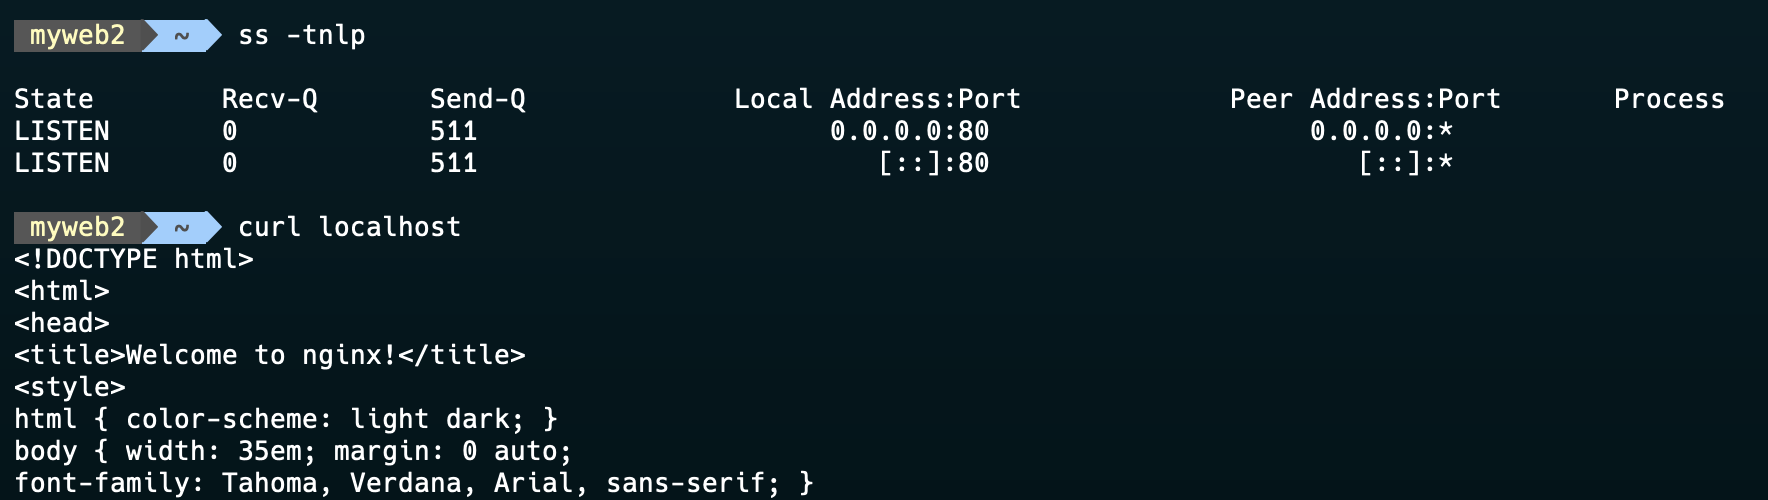 myweb2 ~ ss -tnlp
State Recv-Q Send-Q Local Address:Port Peer Address:Port Process
LISTEN 0 511 0.0.0.0:80 0.0.0.0:*
LISTEN 0 511 [::]:80 [::]:*
myweb2 ~ curl localhost
<!DOCTYPE html>
<html>
<head>
<title>Welcome to nginx!</title>
<style>
html { color-scheme: light dark; }
body { width: 35em; margin: 0 auto;
font-family: Tahoma, Verdana, Arial, sans-serif; }